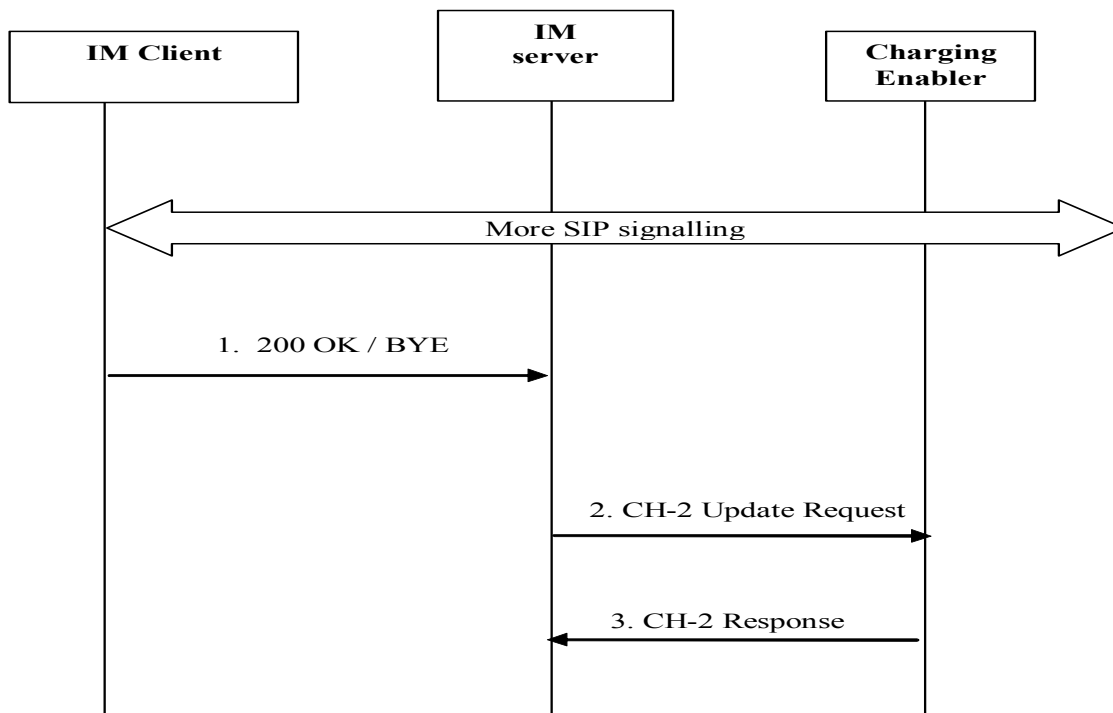 IM Client
IM
server
Charging
Enabler
More SIP signalling
1. 200 OK / BYE
2. CH-2 Update Request
3. CH-2 Response